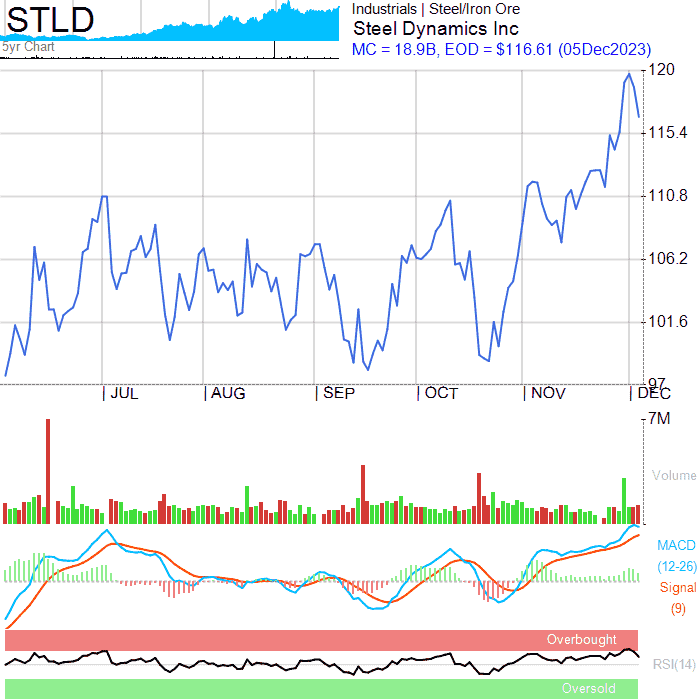 STLD
5yr Chart
Industrials | Steel/Iron Ore
Steel Dynamics Inc
MC = 18.9B, EOD = $116.61 (05Dec2023)
120
115.4
110.8
106.2
101.6
97
| JUL | AUG | SEP | OCT | NOV | DEC
7M
Volume
MACD
(12-26)
Signal
(9)
Overbought
RSI(14)
Oversold